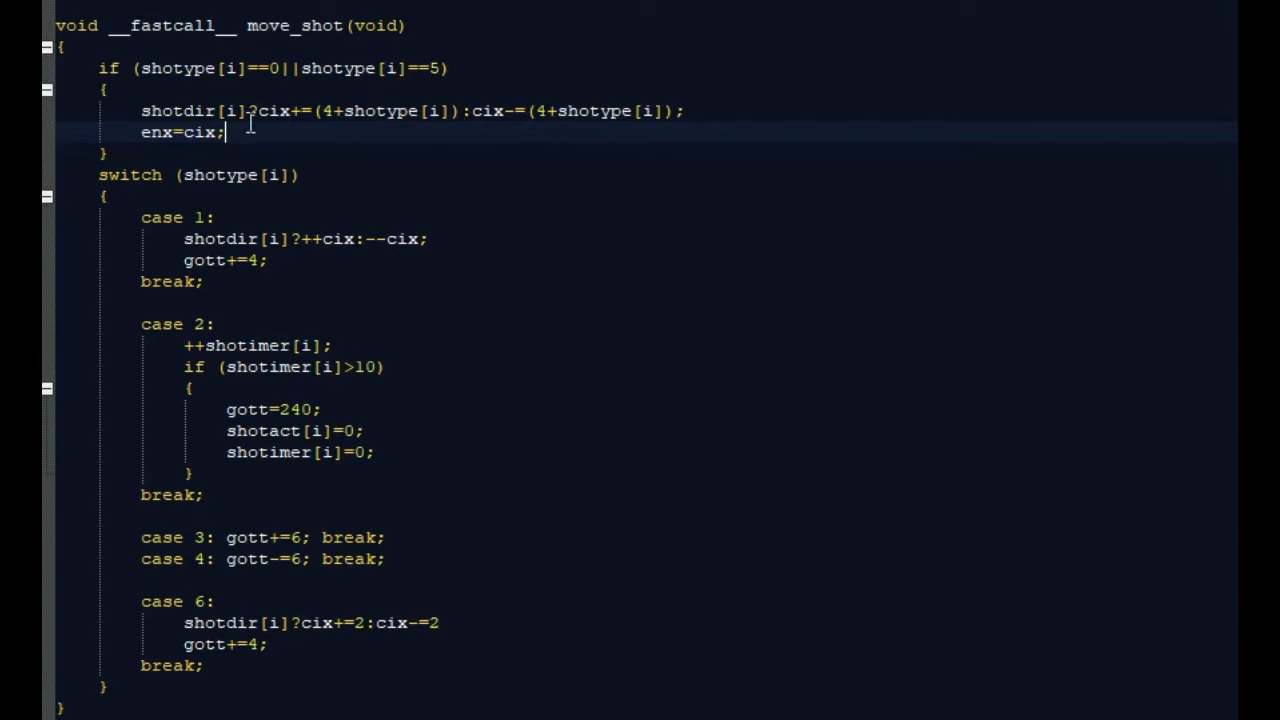 void __fastcall__ move_shot(void)
{
if (shotype[i]==0||shotype[i]==5)
{
shotdir[i]?cix+=(4+shotype[i]):cix-=(4+shotype[i]);
enx=cix;
}
switch (shotype[i])
{
case 1:
shotdir[i]?++cix:--cix;
gott+=4;
break;
case 2:
++shotimer[i];
if (shotimer[i]>10)
{
gott=240;
shotact[i]=0;
shotimer[i]=0;
}
break;
case 3: gott+=6; break;
case 4: gott-=6; break;
case 6:
shotdir[i]?cix+=2:cix-=2
gott+=4;
break;
}
}